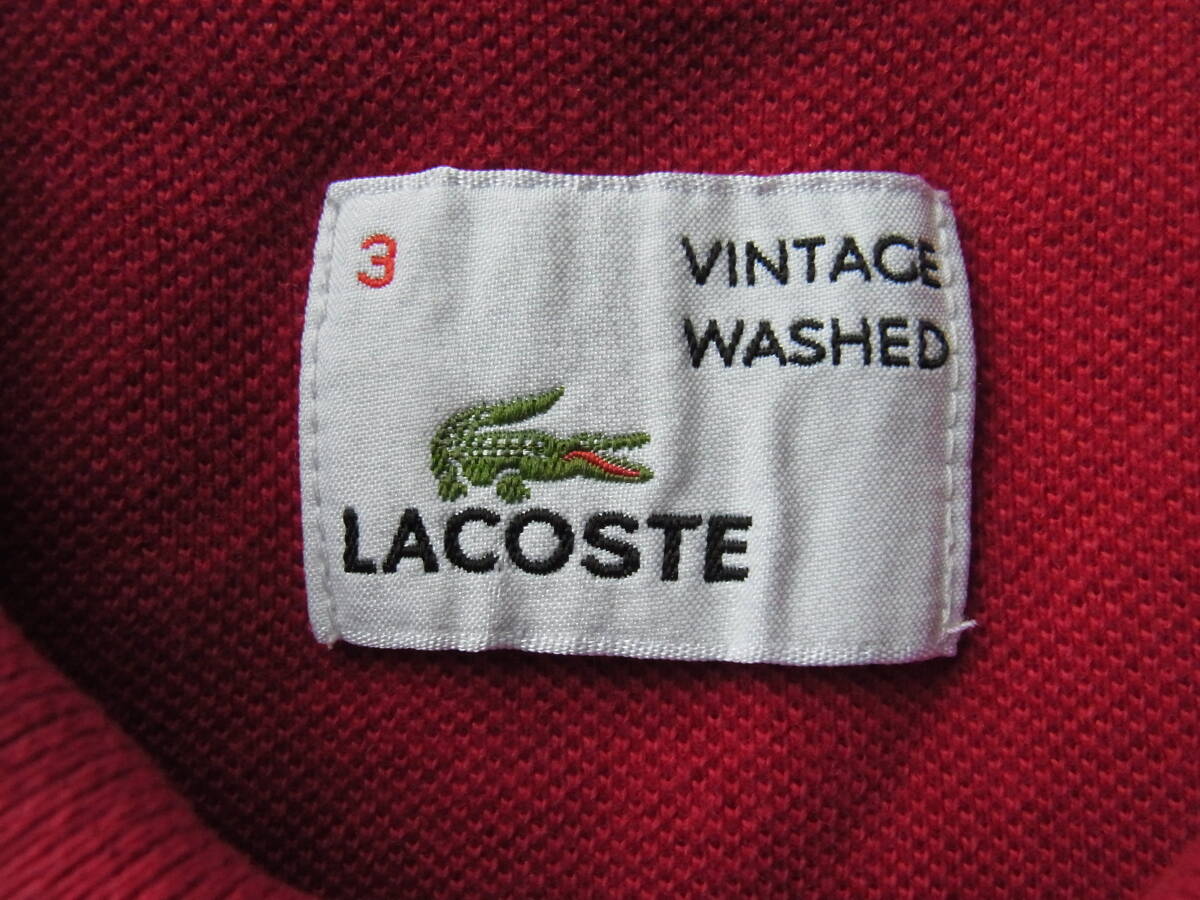 3
VINTAGE
WASHED
LACOSTE